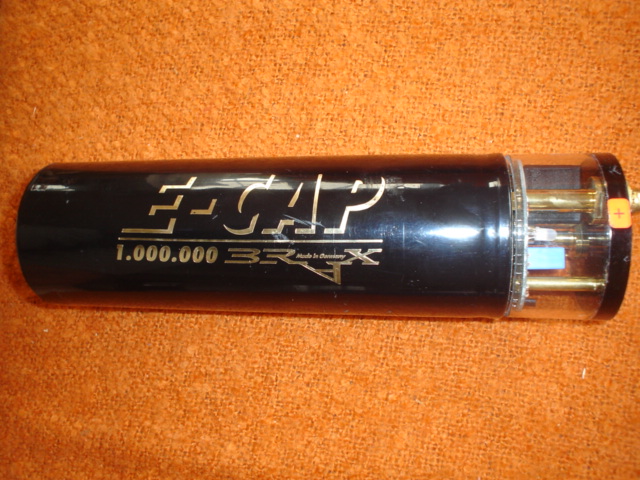 E-CAP
1.000.000 BRAX Made in Germany
+